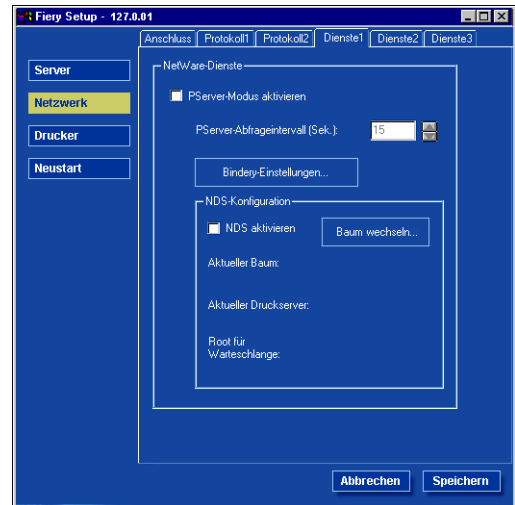 Fiery Setup - 127.0.01
Anschluss Protokoll1 Protokoll2 Dienste1 Dienste2 Dienste3
Server
Netzwerk
Drucker
Neustart
NetWare-Dienste
PServer-Modus aktivieren
PServer-Abfrageintervall (Sek.): 15
Bindery-Einstellungen...
NDS-Konfiguration
NDS aktivieren
Baum wechseln...
Aktueller Baum:
Aktueller Druckserver:
Root für
Warteschlange:
Abbrechen Speichern